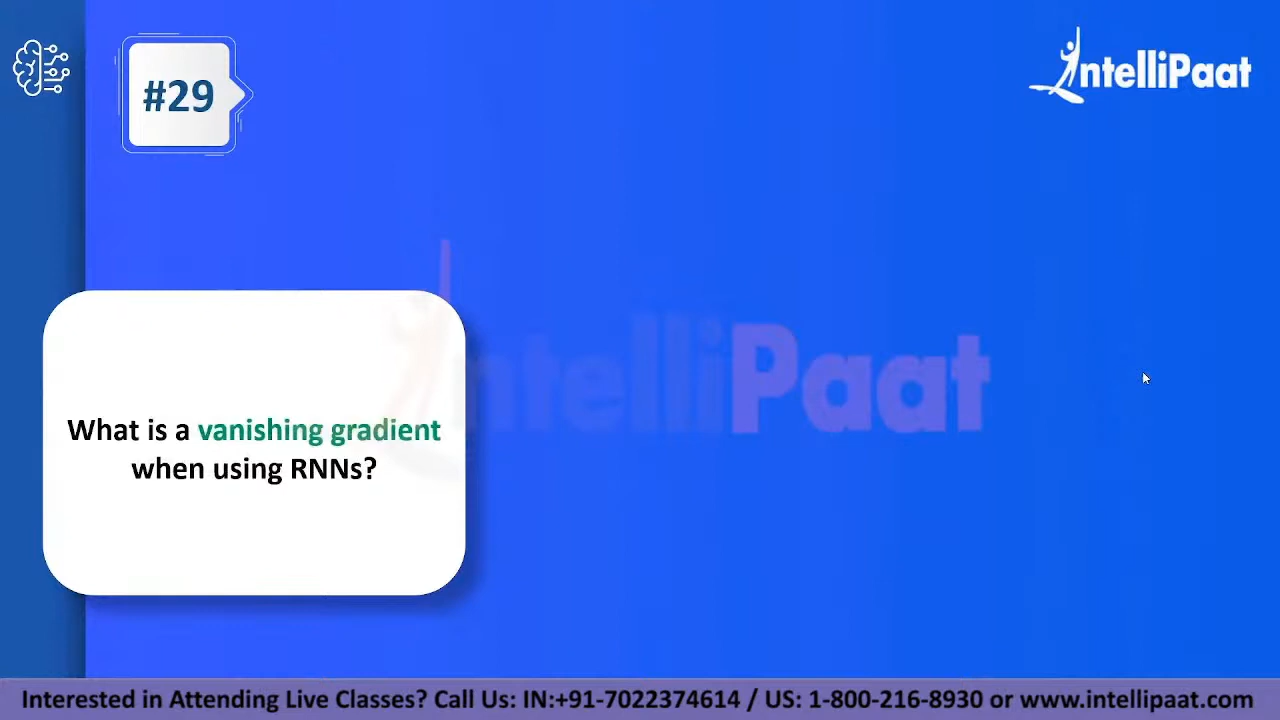 #29
IntelliPaat
IntelliPaat
What is a vanishing gradient
when using RNNs?
Interested in Attending Live Classes? Call Us: IN:+91-7022374614 / US: 1-800-216-8930 or www.intellipaat.com